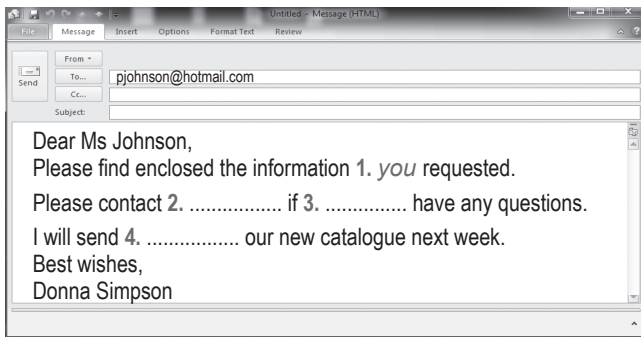 Untitled - Message (HTML)
File Message Insert Options Format Text Review
From
Send
To... pjohnson@hotmail.com
Cc...
Subject:
Dear Ms Johnson,
Please find enclosed the information 1. you requested.
Please contact 2. ................. if 3. ............... have any questions.
I will send 4. ................. our new catalogue next week.
Best wishes,
Donna Simpson